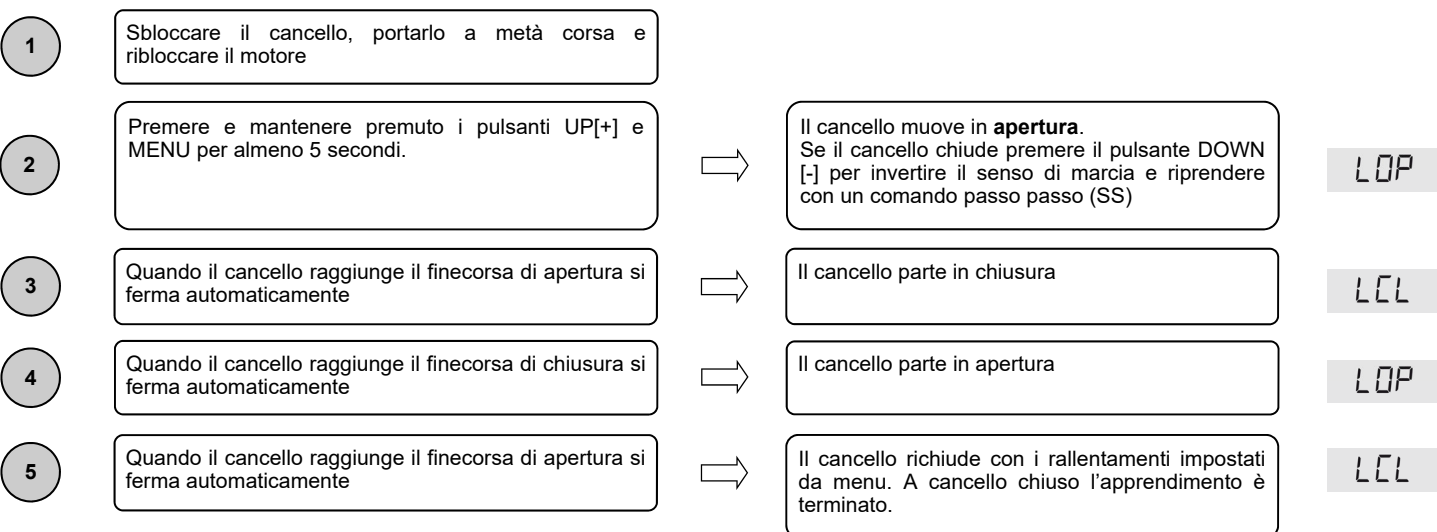 1
Sbloccare il cancello, portarlo a metà corsa e
ribloccare il motore
2
Premere e mantenere premuto i pulsanti UP[+] e
MENU per almeno 5 secondi.
Il cancello muove in apertura.
Se il cancello chiude premere il pulsante DOWN
[-] per invertire il senso di marcia e riprendere
con un comando passo passo (SS)
LOP
3
Quando il cancello raggiunge il finecorsa di apertura si
ferma automaticamente
Il cancello parte in chiusura
LCL
4
Quando il cancello raggiunge il finecorsa di chiusura si
ferma automaticamente
Il cancello parte in apertura
LOP
5
Quando il cancello raggiunge il finecorsa di apertura si
ferma automaticamente
Il cancello richiude con i rallentamenti impostati
da menu. A cancello chiuso l'apprendimento è
terminato.
LCL